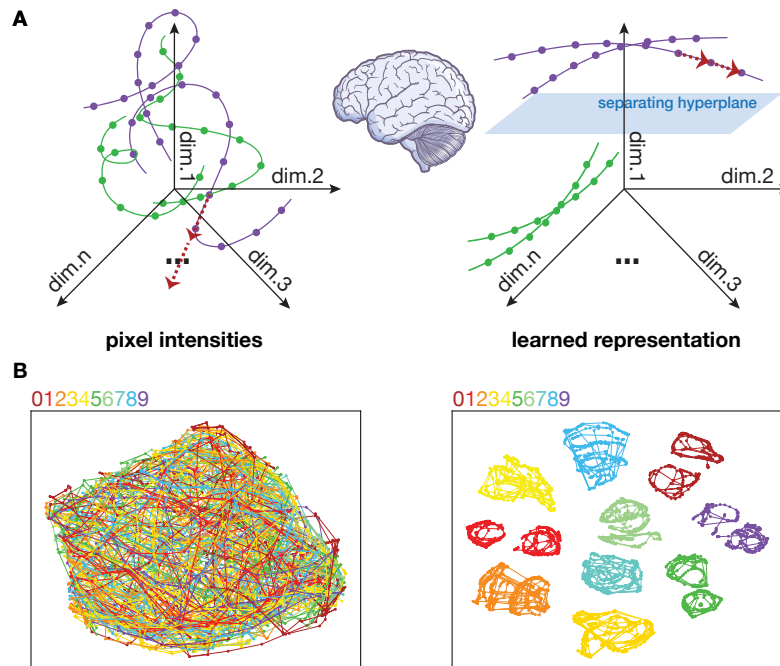 A
dim.1
dim.2
dim.3
dim.n
...
pixel intensities
separating hyperplane
dim.1
dim.2
dim.3
dim.n
...
learned representation
B
0123456789
0123456789